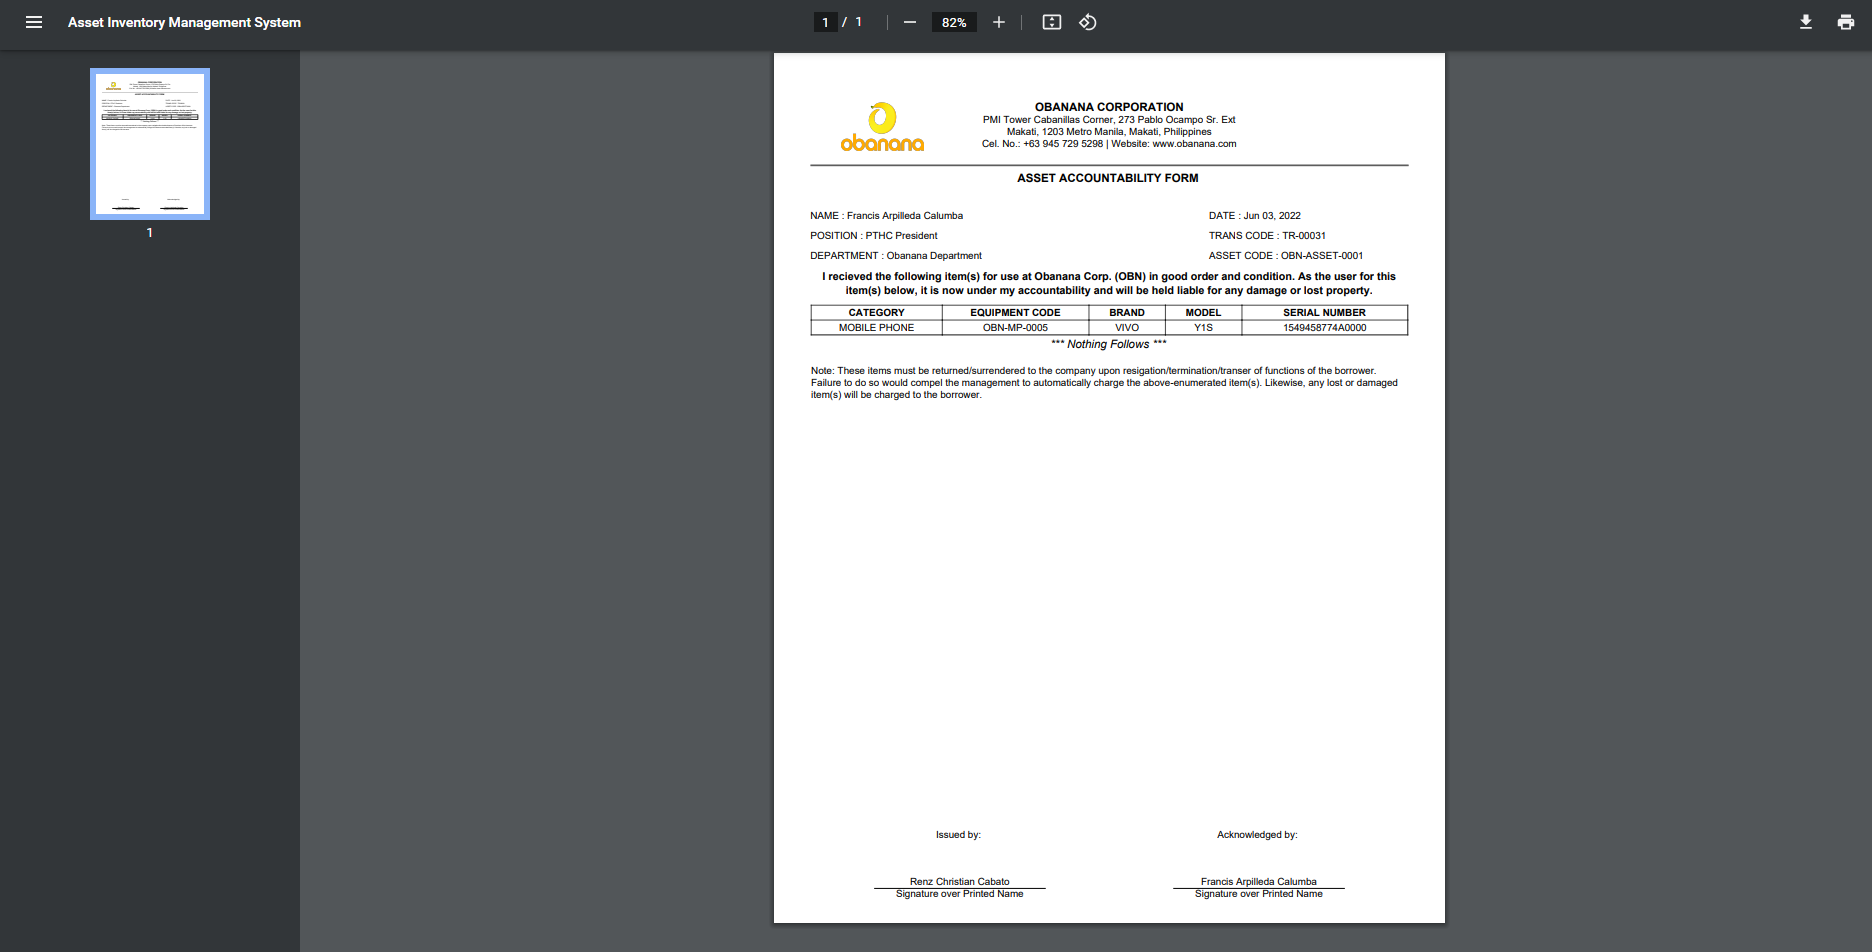 Asset Inventory Management System
1 / 1
82%
1
obanana
OBANANA CORPORATION
PMI Tower Cabanillas Corner, 273 Pablo Ocampo Sr. Ext
Makati, 1203 Metro Manila, Makati, Philippines
Cel. No.: +63 945 729 5298 | Website: www.obanana.com
ASSET ACCOUNTABILITY FORM
NAME : Francis Arpilleda Calumba DATE : Jun 03, 2022
POSITION : PTHC President TRANS CODE : TR-00031
DEPARTMENT : Obanana Department ASSET CODE : OBN-ASSET-0001
I recieved the following item(s) for use at Obanana Corp. (OBN) in good order and condition. As the user for this
item(s) below, it is now under my accountability and will be held liable for any damage or lost property.
CATEGORY EQUIPMENT CODE BRAND MODEL SERIAL NUMBER
MOBILE PHONE OBN-MP-0005 VIVO Y1S 1549458774A0000
*** Nothing Follows ***
Note: These items must be returned/surrendered to the company upon resigation/termination/transer of functions of the borrower.
Failure to do so would compel the management to automatically charge the above-enumerated item(s). Likewise, any lost or damaged
item(s) will be charged to the borrower.
Issued by: Acknowledged by:
Renz Christian Cabato Francis Arpilleda Calumba
Signature over Printed Name Signature over Printed Name